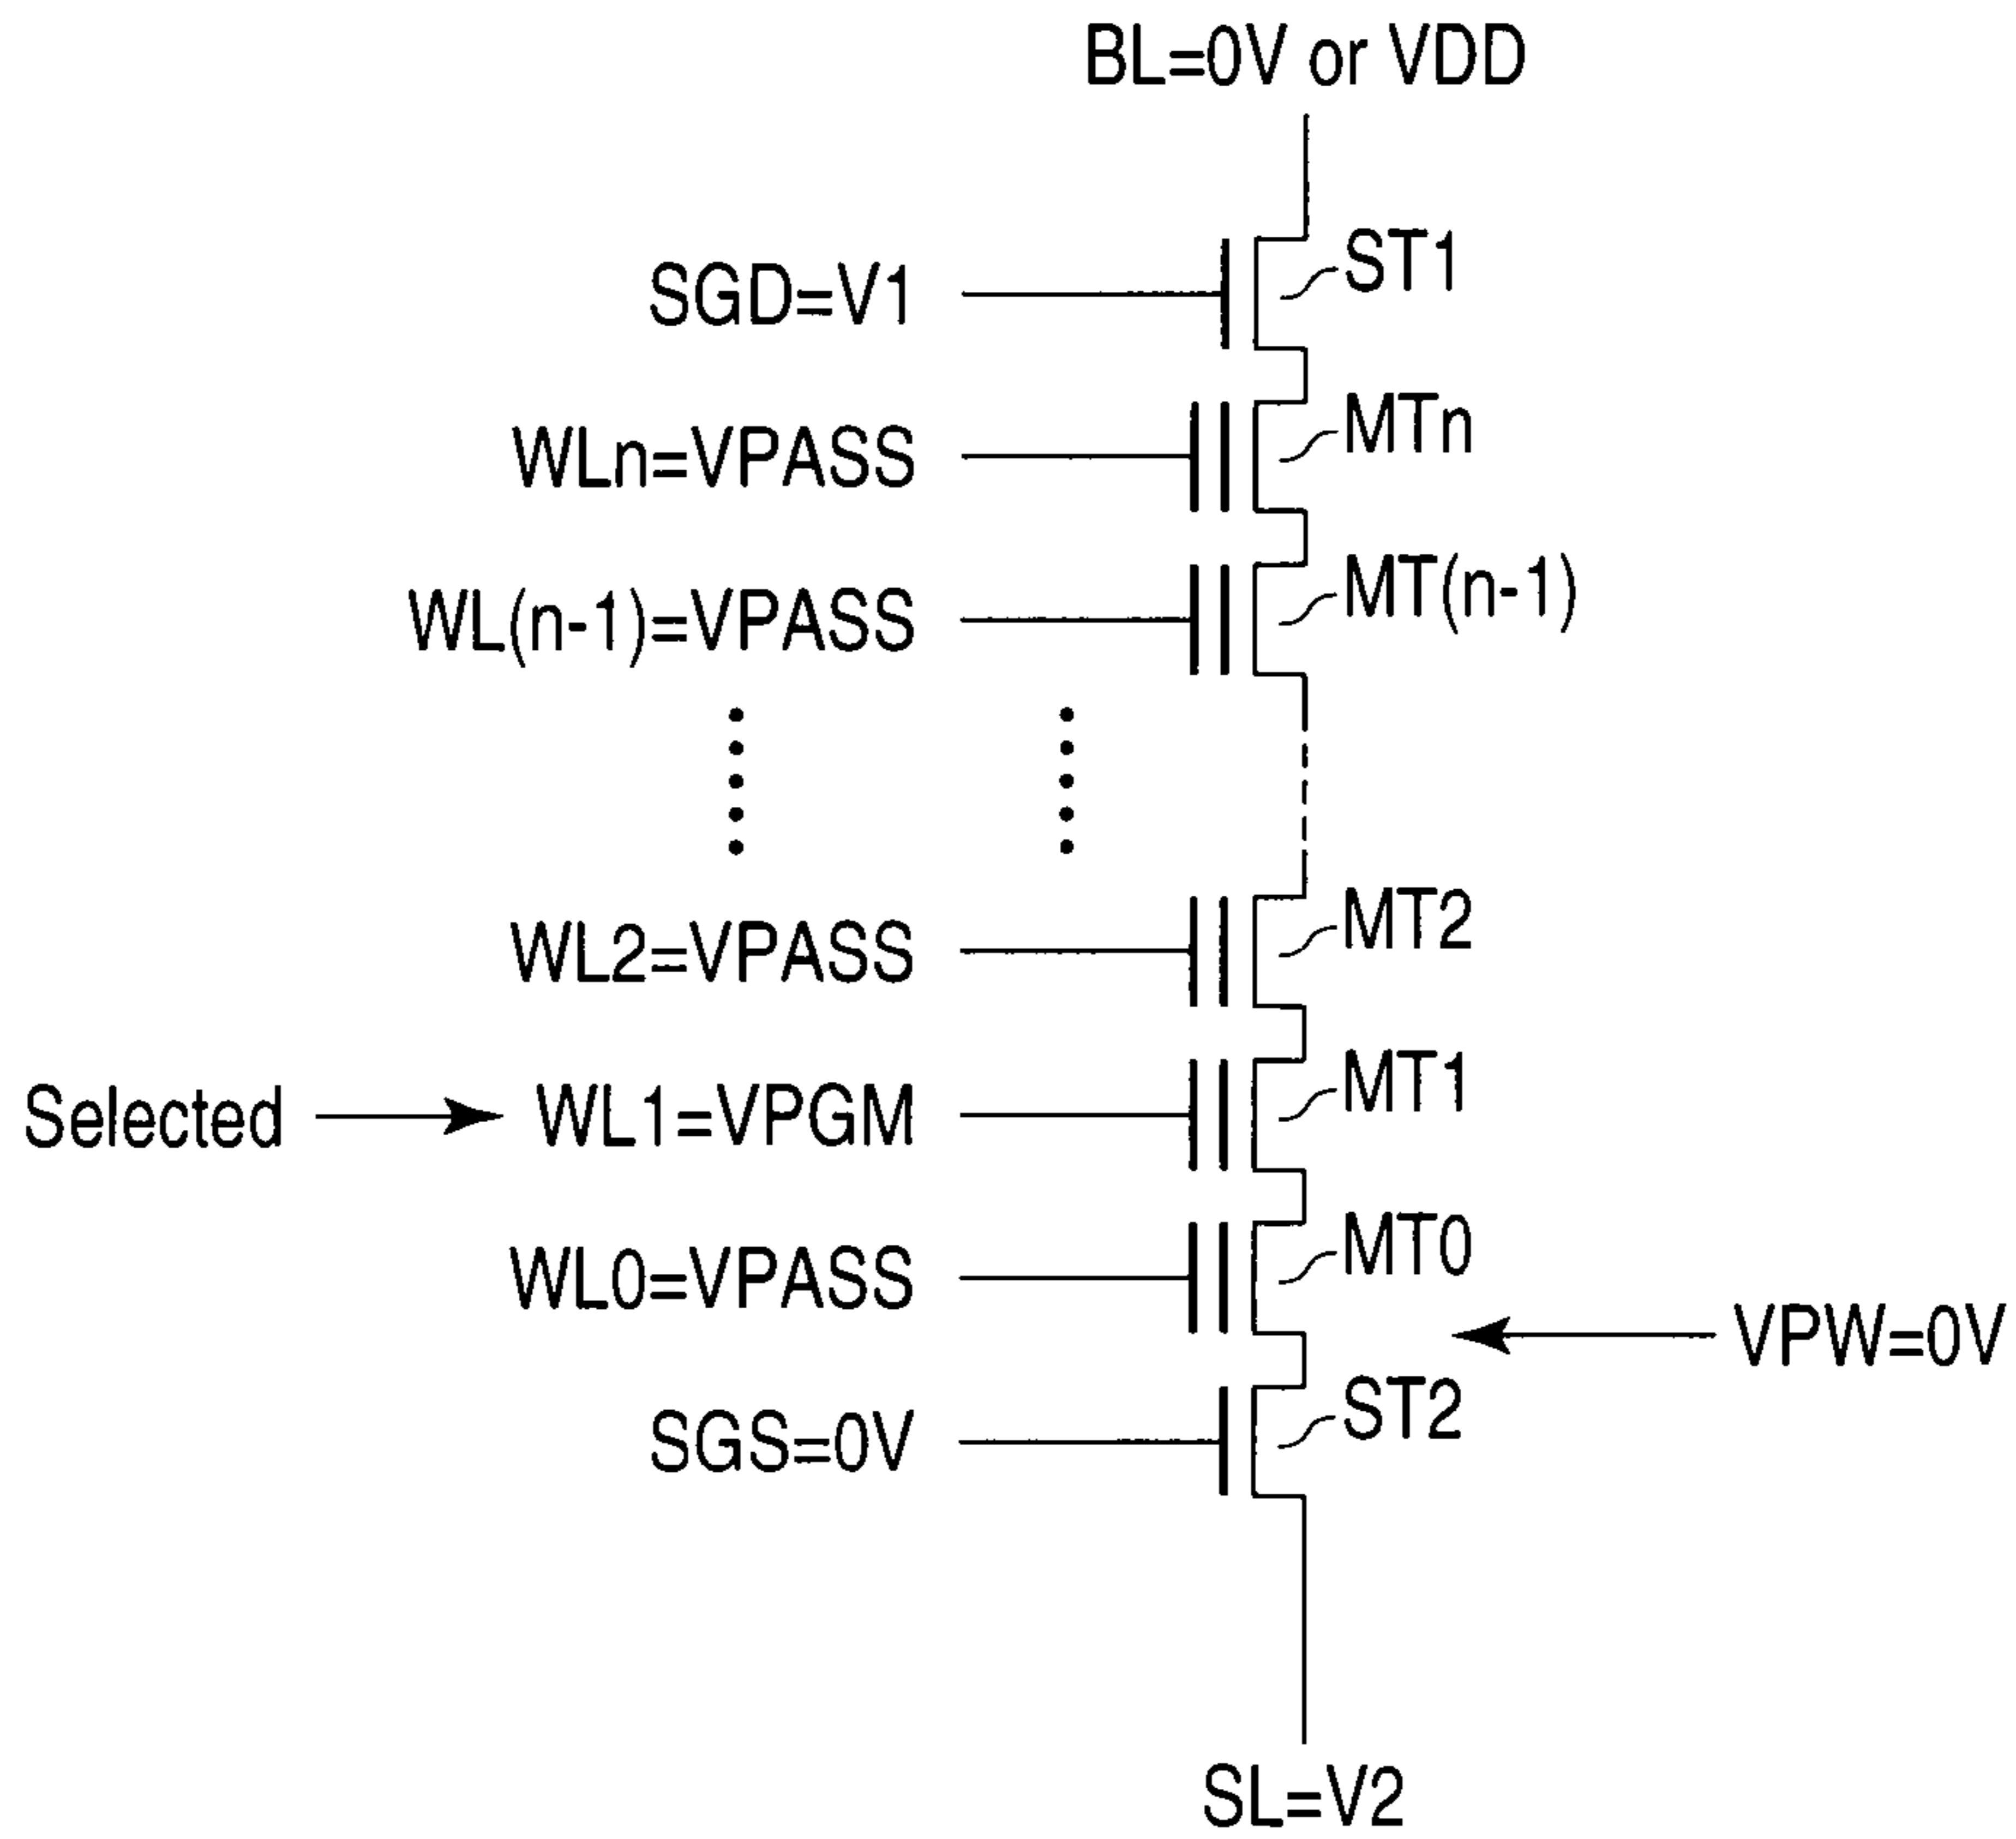 BL=0V or VDD
SGD=V1
ST1
WLn=VPASS
MTn
WL(n-1)=VPASS
MT(n-1)
WL2=VPASS
MT2
Selected
WL1=VPGM
MT1
WL0=VPASS
MT0
VPW=0V
SGS=0V
ST2
SL=V2